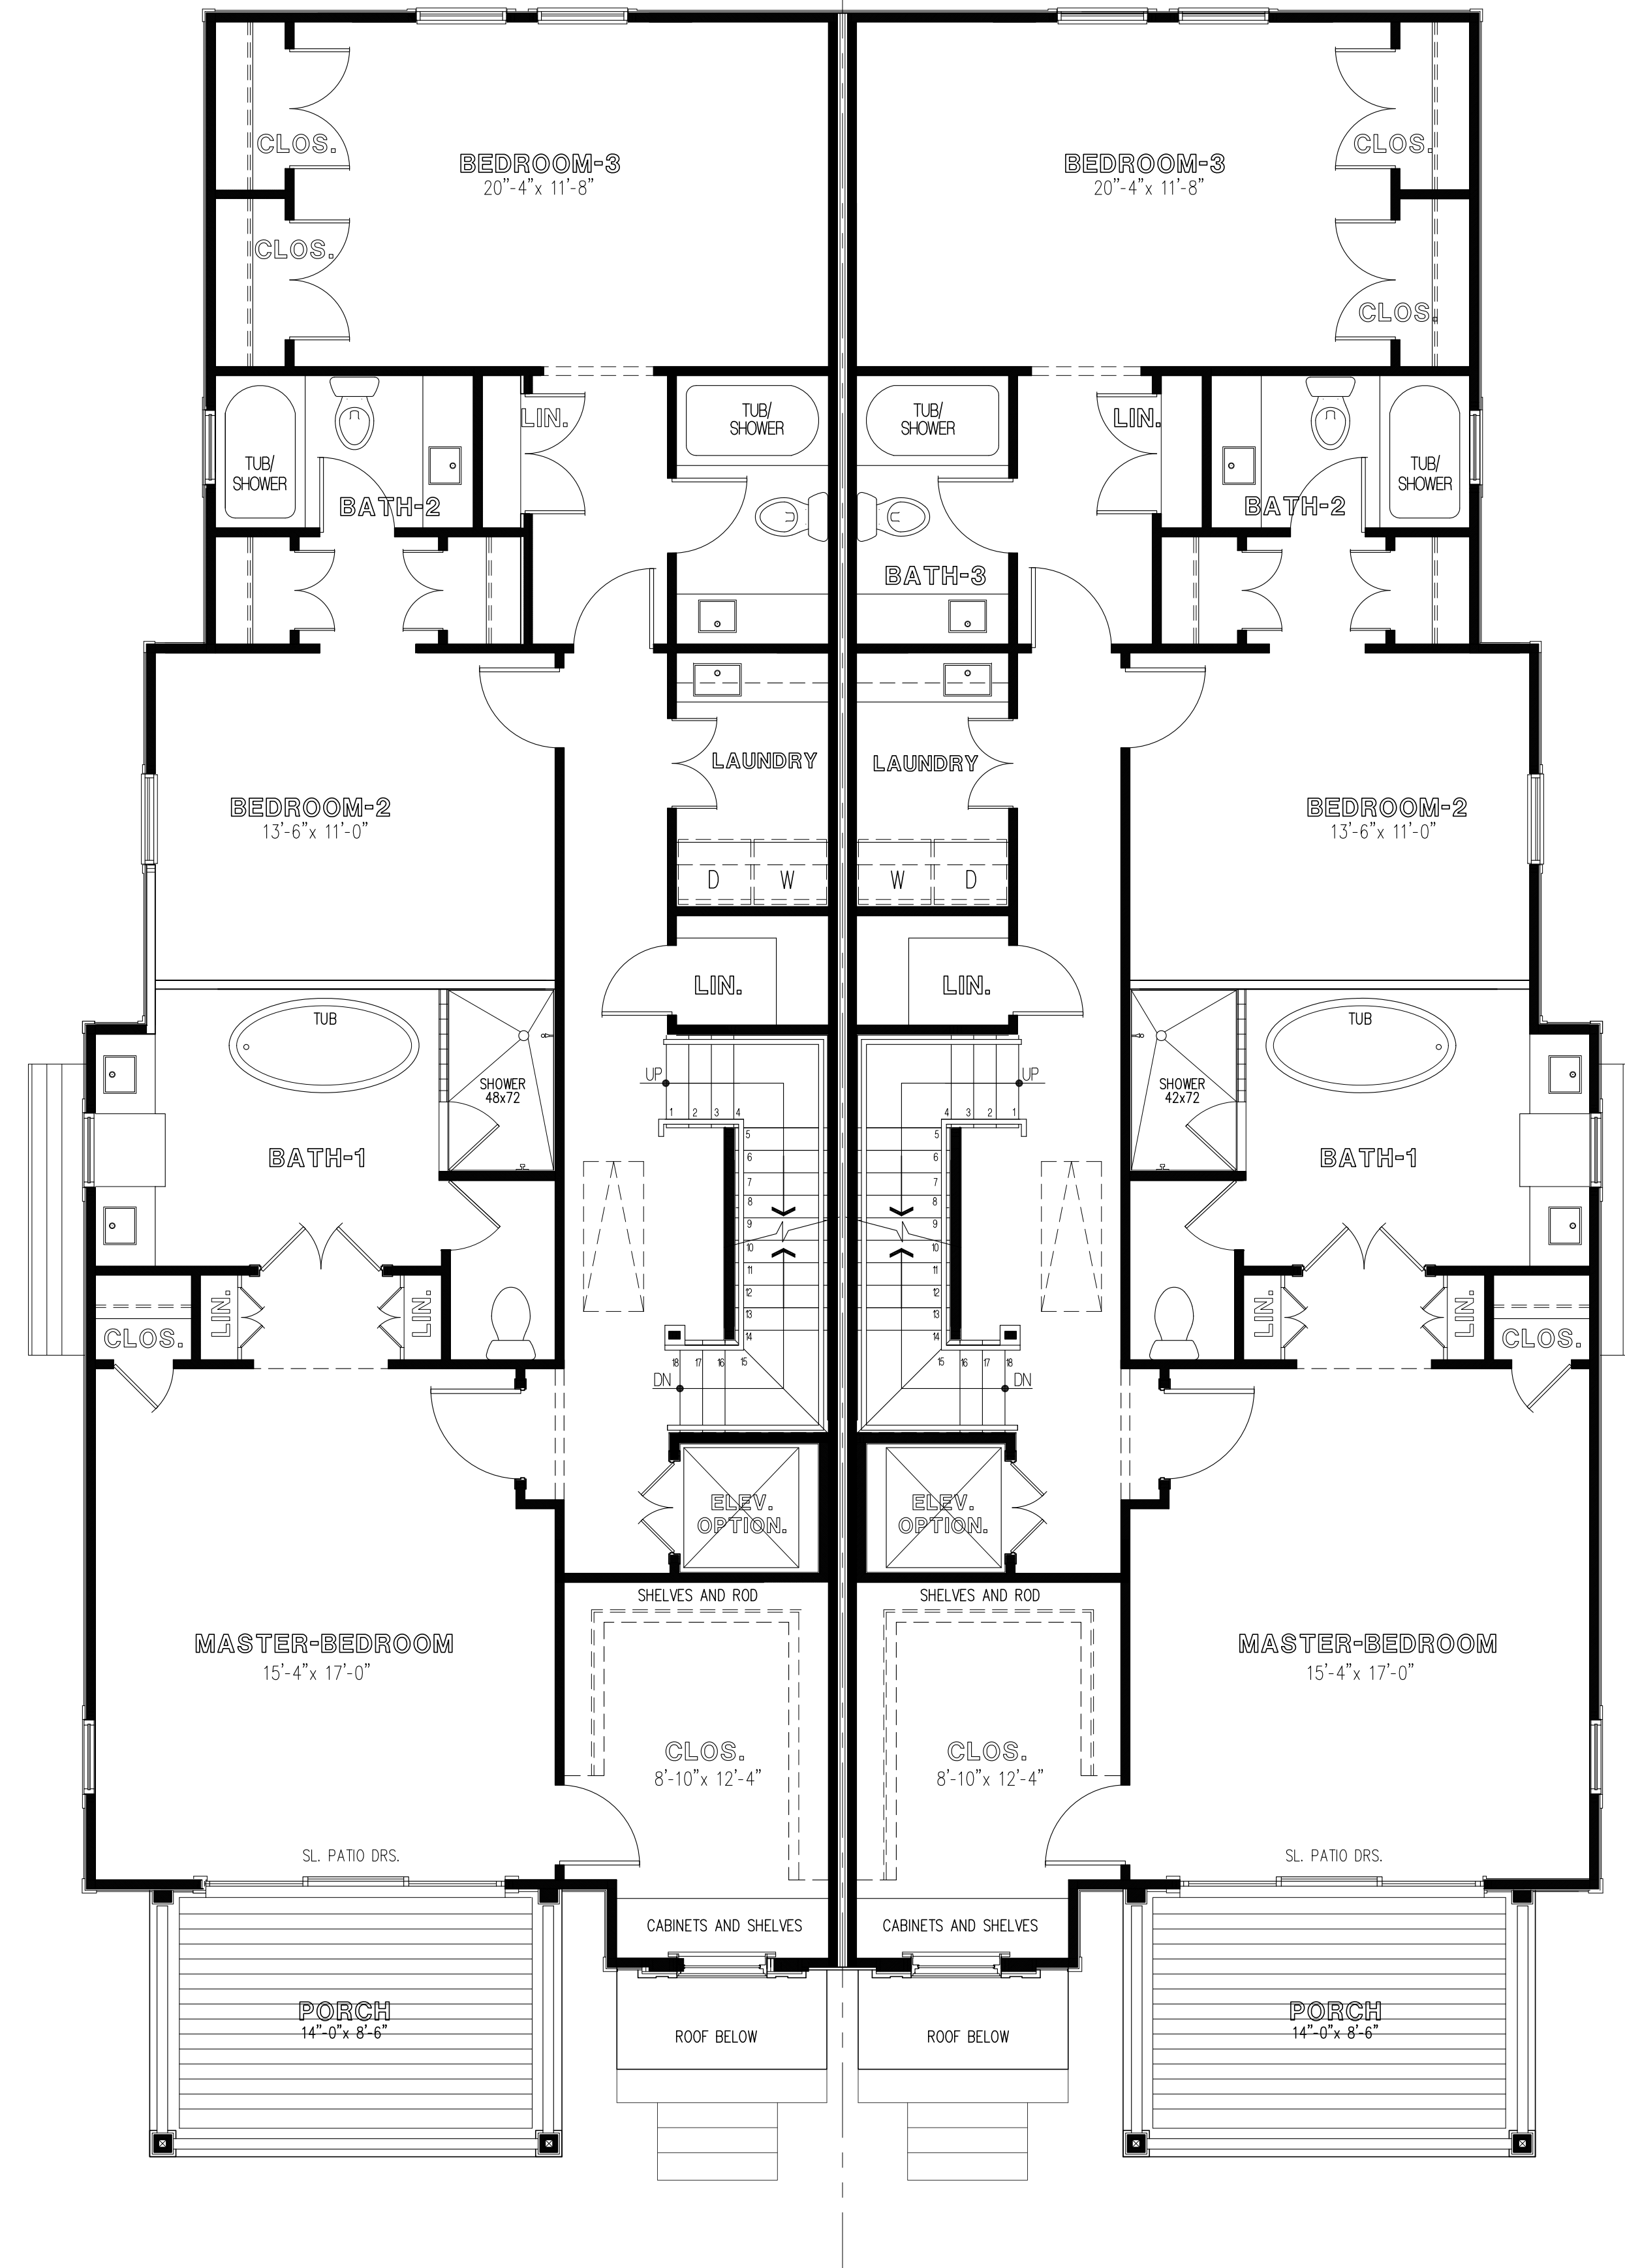 CLOS.
BEDROOM-3
20"-4"x 11'-8"
CLOS.
BEDROOM-3
20"-4"x 11'-8"
CLOS.
CLOS.
TUB/
SHOWER
BATH-2
LIN.
TUB/
SHOWER
TUB/
SHOWER
LIN.
BATH-2
TUB/
SHOWER
BATH-3
BEDROOM-2
13'-6"x 11'-0"
LAUNDRY
D
W
LAUNDRY
W
D
BEDROOM-2
13'-6"x 11'-0"
LIN.
LIN.
TUB
SHOWER
48x72
BATH-1
UP
1 2 3 4
5
6
7
8
9
10
11
12
13
14
18 17 16 15
DN
UP
4 3 2 1
5
6
7
8
9
10
11
12
13
14
15 16 17 18
DN
SHOWER
42x72
TUB
BATH-1
CLOS.
LIN.
LIN.
LIN.
LIN.
CLOS.
ELEV.
OPTION.
ELEV.
OPTION.
MASTER-BEDROOM
15'-4"x 17'-0"
SHELVES AND ROD
CLOS.
8'-10"x 12'-4"
SHELVES AND ROD
CLOS.
8'-10"x 12'-4"
MASTER-BEDROOM
15'-4"x 17'-0"
SL. PATIO DRS.
SL. PATIO DRS.
CABINETS AND SHELVES
CABINETS AND SHELVES
PORCH
14"-0"x 8'-6"
ROOF BELOW
ROOF BELOW
PORCH
14"-0"x 8'-6"